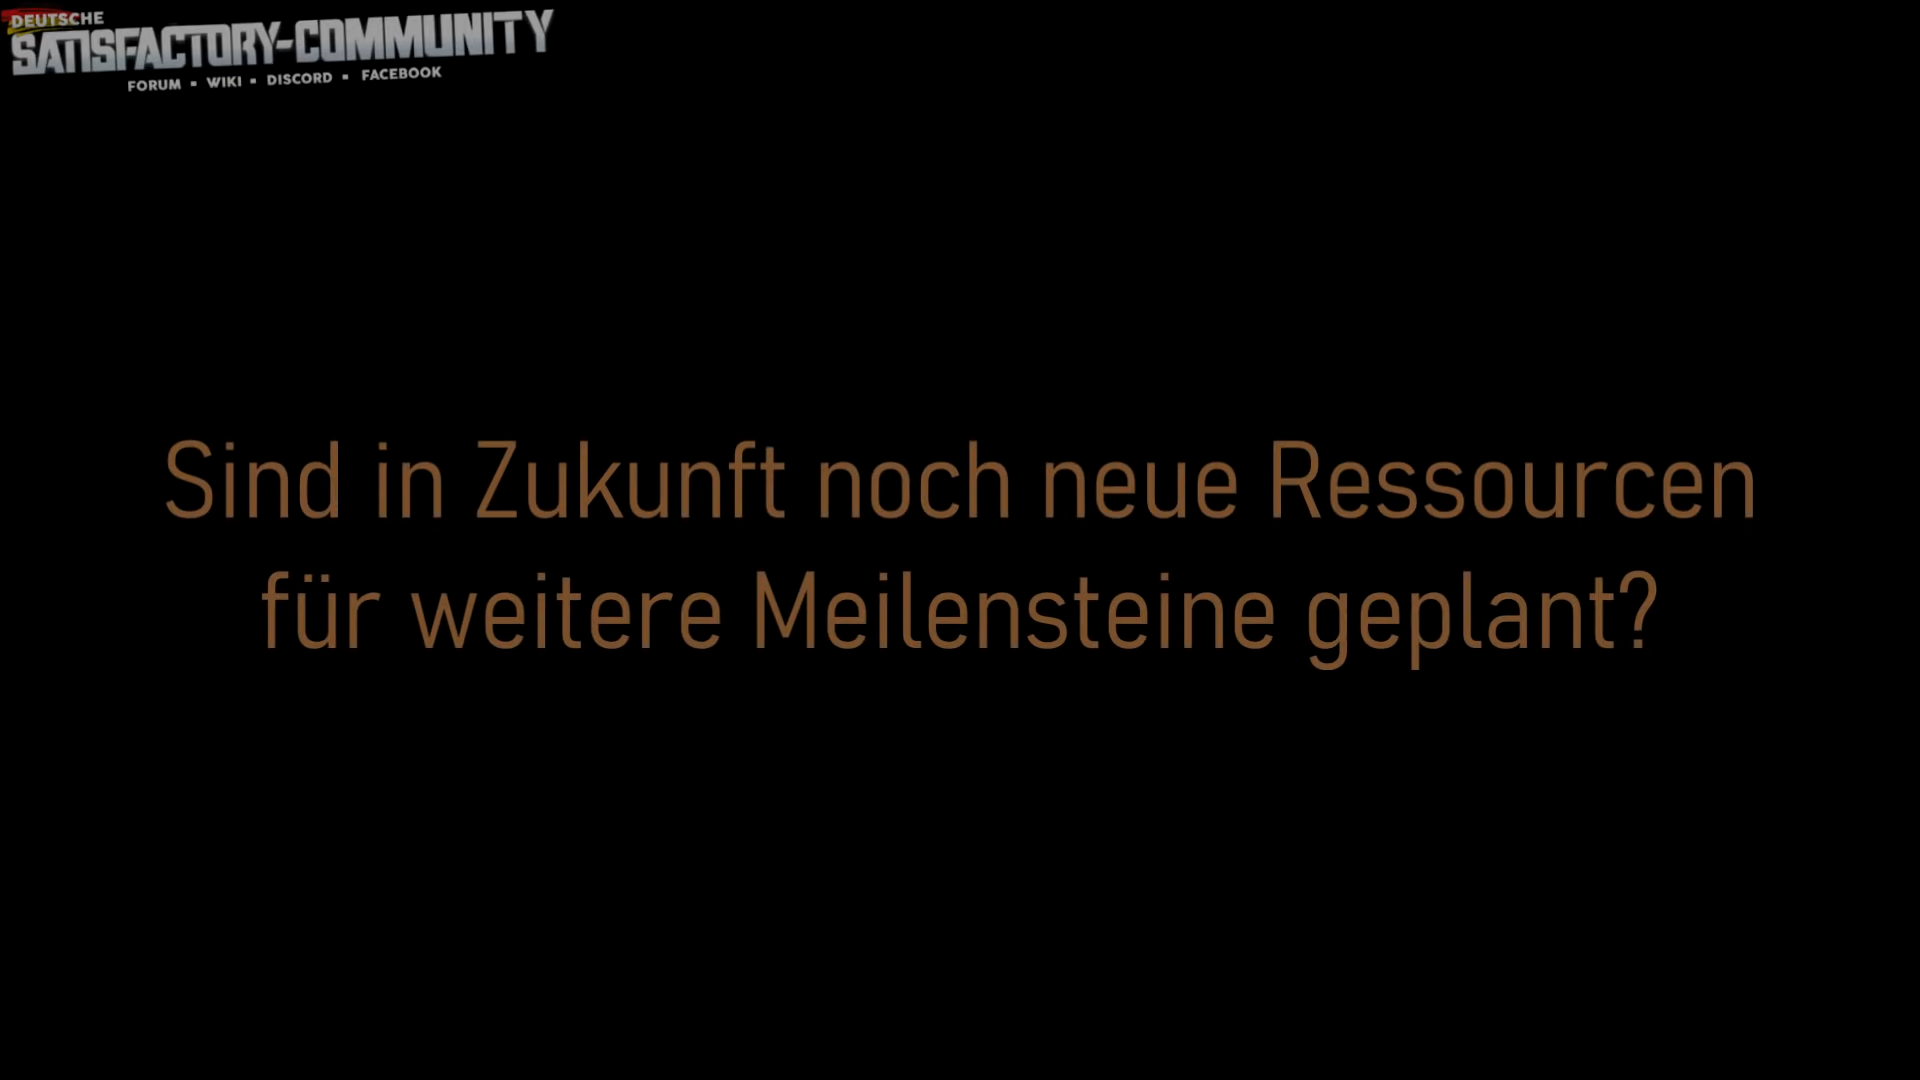 DEUTSCHE
SATISFACTORY-COMMUNITY
FORUM ▪ WIKI ▪ DISCORD ▪ FACEBOOK
Sind in Zukunft noch neue Ressourcen
für weitere Meilensteine geplant?